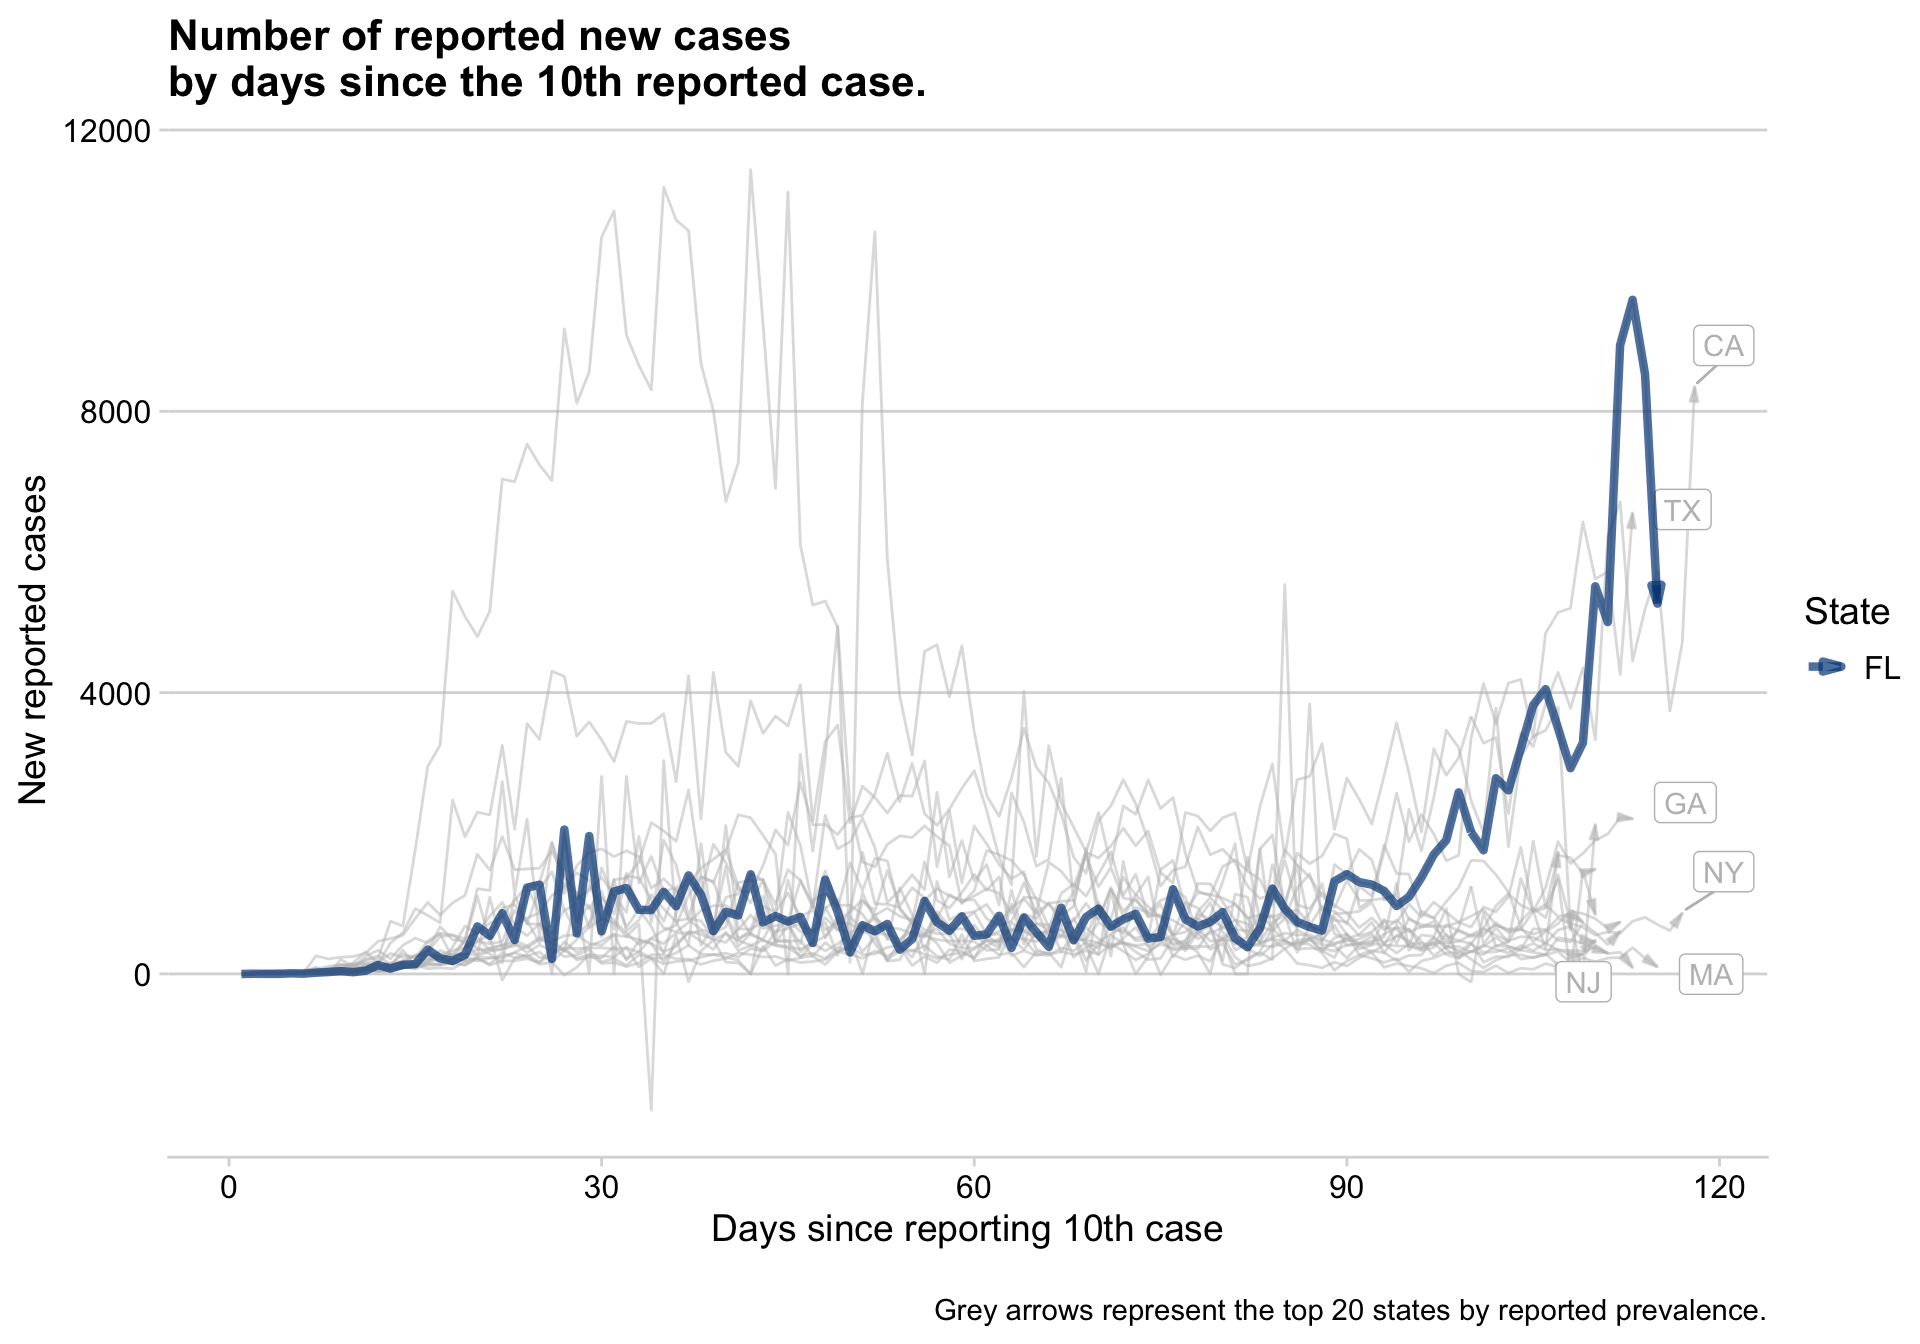 Number of reported new cases
by days since the 10th reported case.
12000
8000
4000
0
New reported cases
CA
TX
GA
NY
NJ
MA
State
FL
0 30 60 90 120
Days since reporting 10th case
Grey arrows represent the top 20 states by reported prevalence.